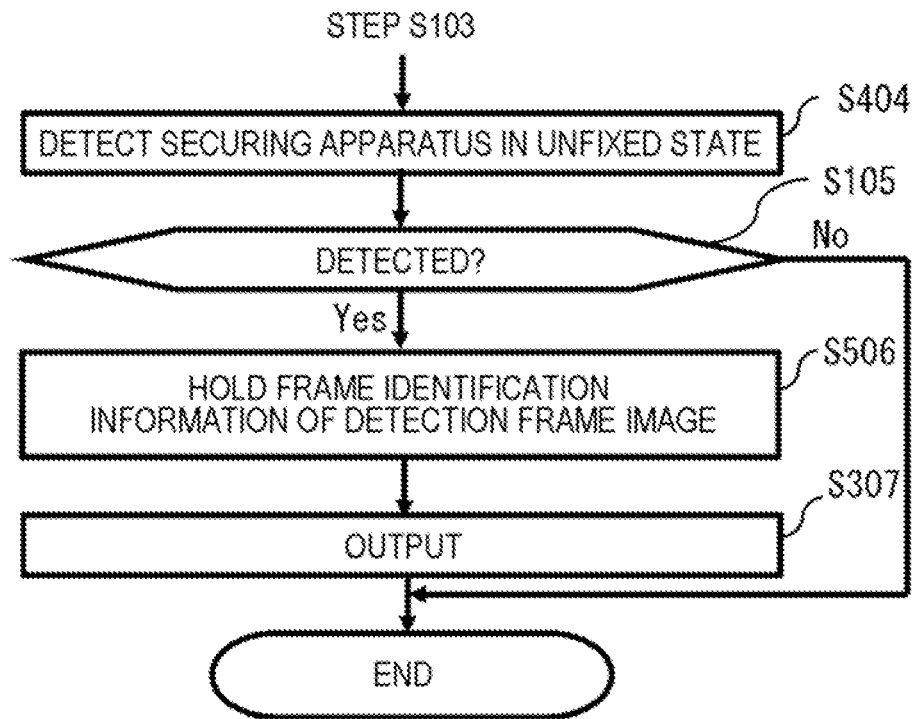 STEP S103
S404
DETECT SECURING APPARATUS IN UNFIXED STATE
S105
DETECTED?
No
Yes
S506
HOLD FRAME IDENTIFICATION
INFORMATION OF DETECTION FRAME IMAGE
S307
OUTPUT
END